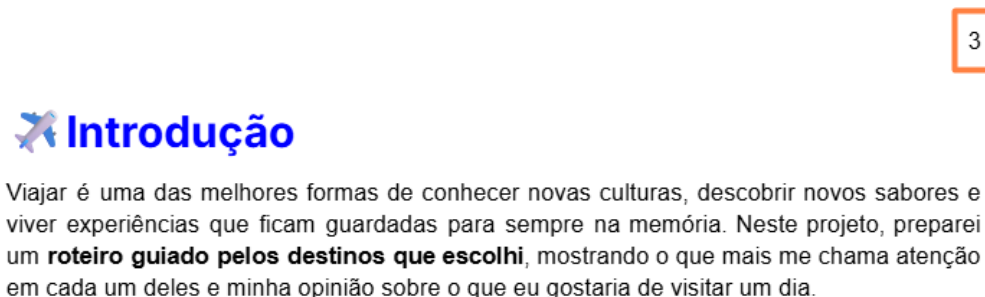 3
Introdução
Viajar é uma das melhores formas de conhecer novas culturas, descobrir novos sabores e
viver experiências que ficam guardadas para sempre na memória. Neste projeto, preparei
um roteiro guiado pelos destinos que escolhi, mostrando o que mais me chama atenção
em cada um deles e minha opinião sobre o que eu gostaria de visitar um dia.